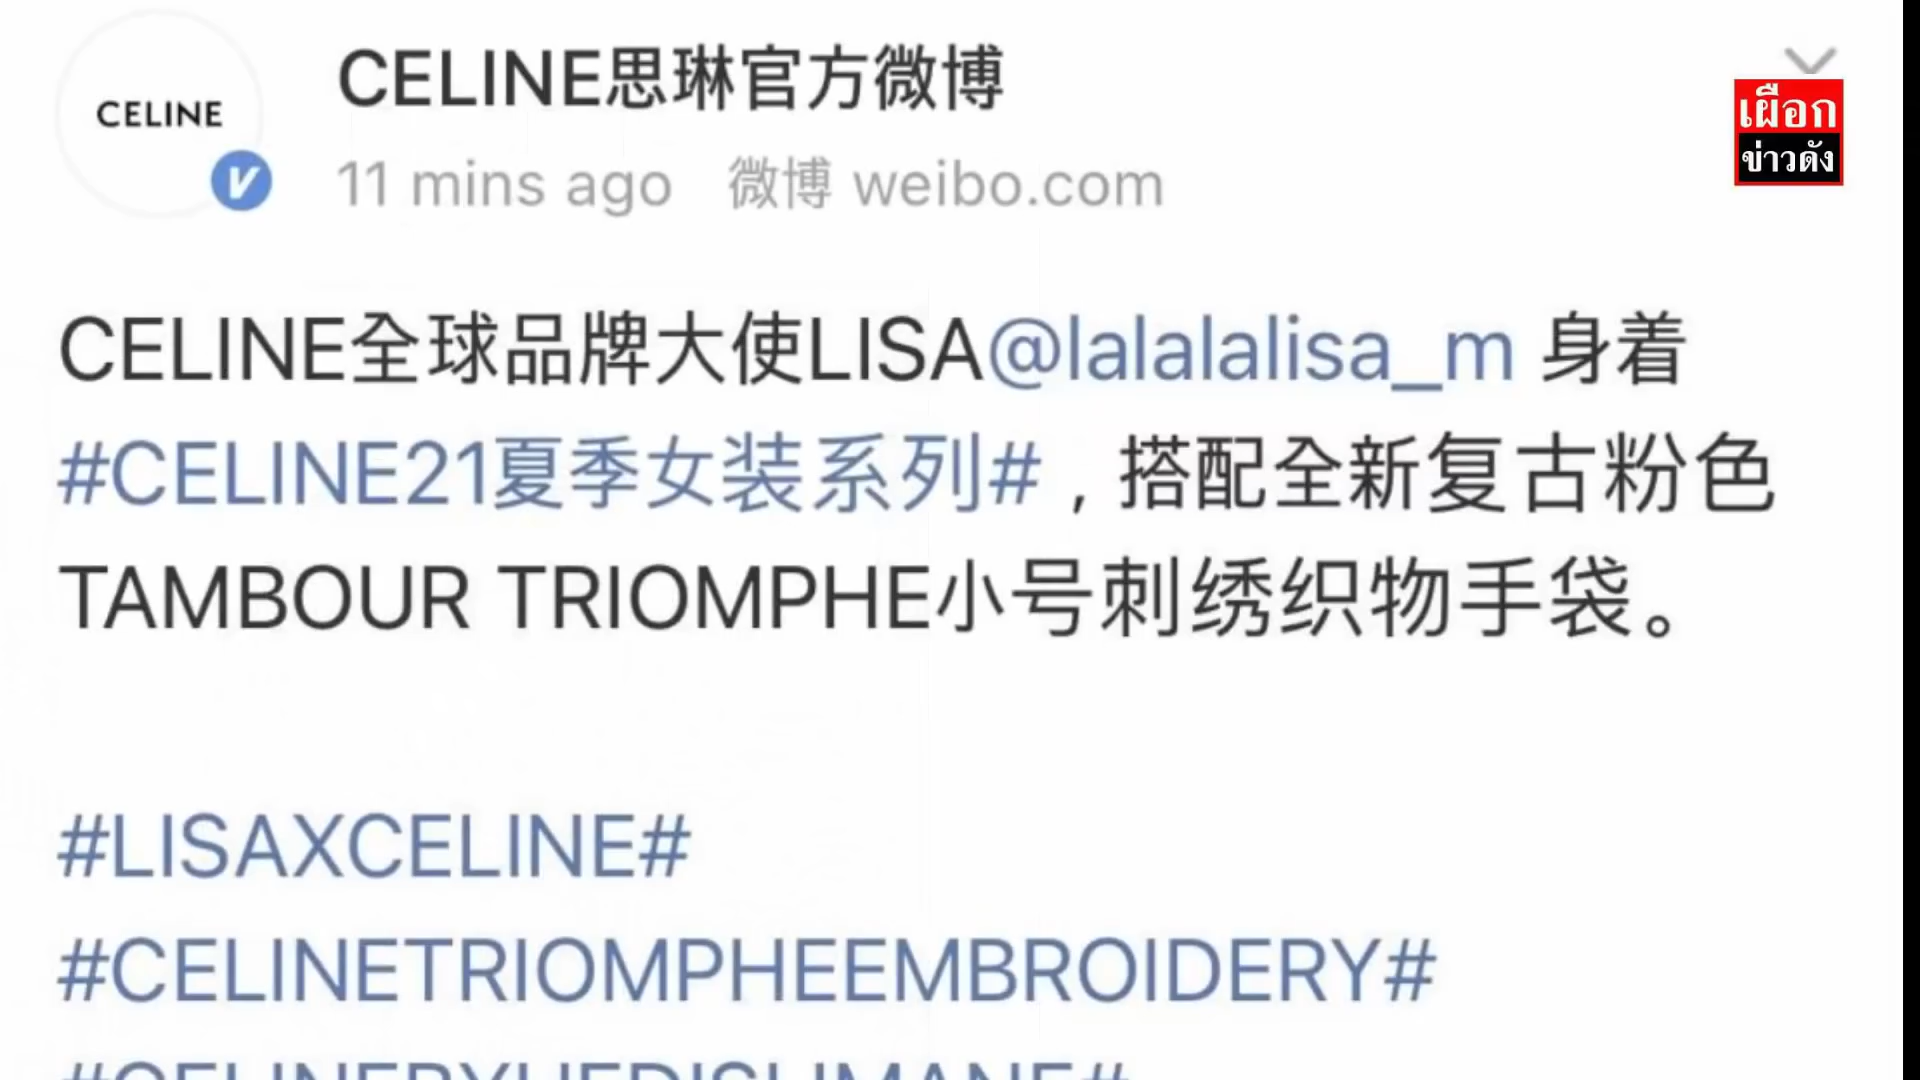 CELINE
CELINE思琳官方微博
11 mins ago 微博 weibo.com
เผือก
ข่าวดัง
CELINE全球品牌大使LISA@lalalalisa_m 身着
#CELINE21夏季女装系列#，搭配全新复古粉色
TAMBOUR TRIOMPHE小号刺绣织物手袋。
#LISAXCELINE#
#CELINETRIOMPHEEMBROIDERY#
#CELINEBYHEDISLIMANE#